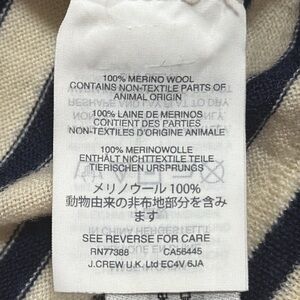 100% MERINO WOOL
CONTAINS NON-TEXTILE PARTS OF
ANIMAL ORIGIN
100% LAINE DE MERINOS
CONTIENT DES PARTIES
NON-TEXTILES D'ORIGINE ANIMALE
100% MERINOWOLLE
ENTHÄLT NICHTTEXTILE TEILE
TIERISCHEN URSPRUNGS
メリノウール 100%
動物由来の非布地部分を含み
ます
SEE REVERSE FOR CARE
RN77388 CA56445
J.CREW U.K. Ltd EC4V 6JA